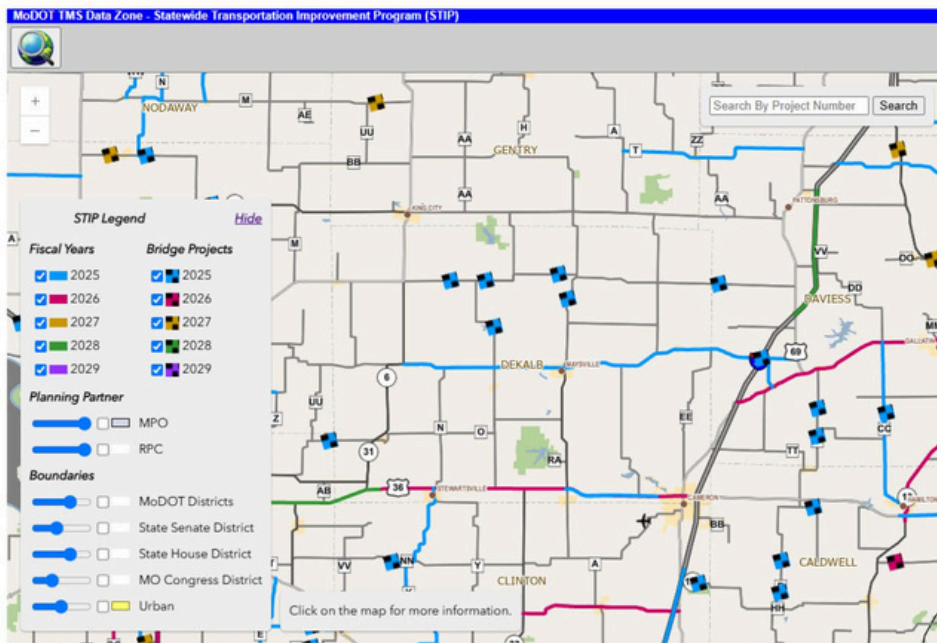 MoDOT TMS Data Zone - Statewide Transportation Improvement Program (STIP)
+
−
Search By Project Number Search
NODAWAY
GENTRY
KING CITY
PATTONSBURG
DAVIESS
GALLATIN
DEKALB
MAYSVILLE
STEWARTSVILLE
CAMERON
HAMILTON
CALDWELL
CLINTON
N
M
AE
UU
BB
H
AA
AA
A
T
ZZ
AA
M
VV
DO
DD
69
6
UU
N
O
31
RA
EE
TT
CC
AB
36
BB
NN
VV
Y
A
HH
E
STIP Legend Hide
Fiscal Years Bridge Projects
2025 2025
2026 2026
2027 2027
2028 2028
2029 2029
Planning Partner
MPO
RPC
Boundaries
MoDOT Districts
State Senate District
State House District
MO Congress District
Urban
Click on the map for more information.